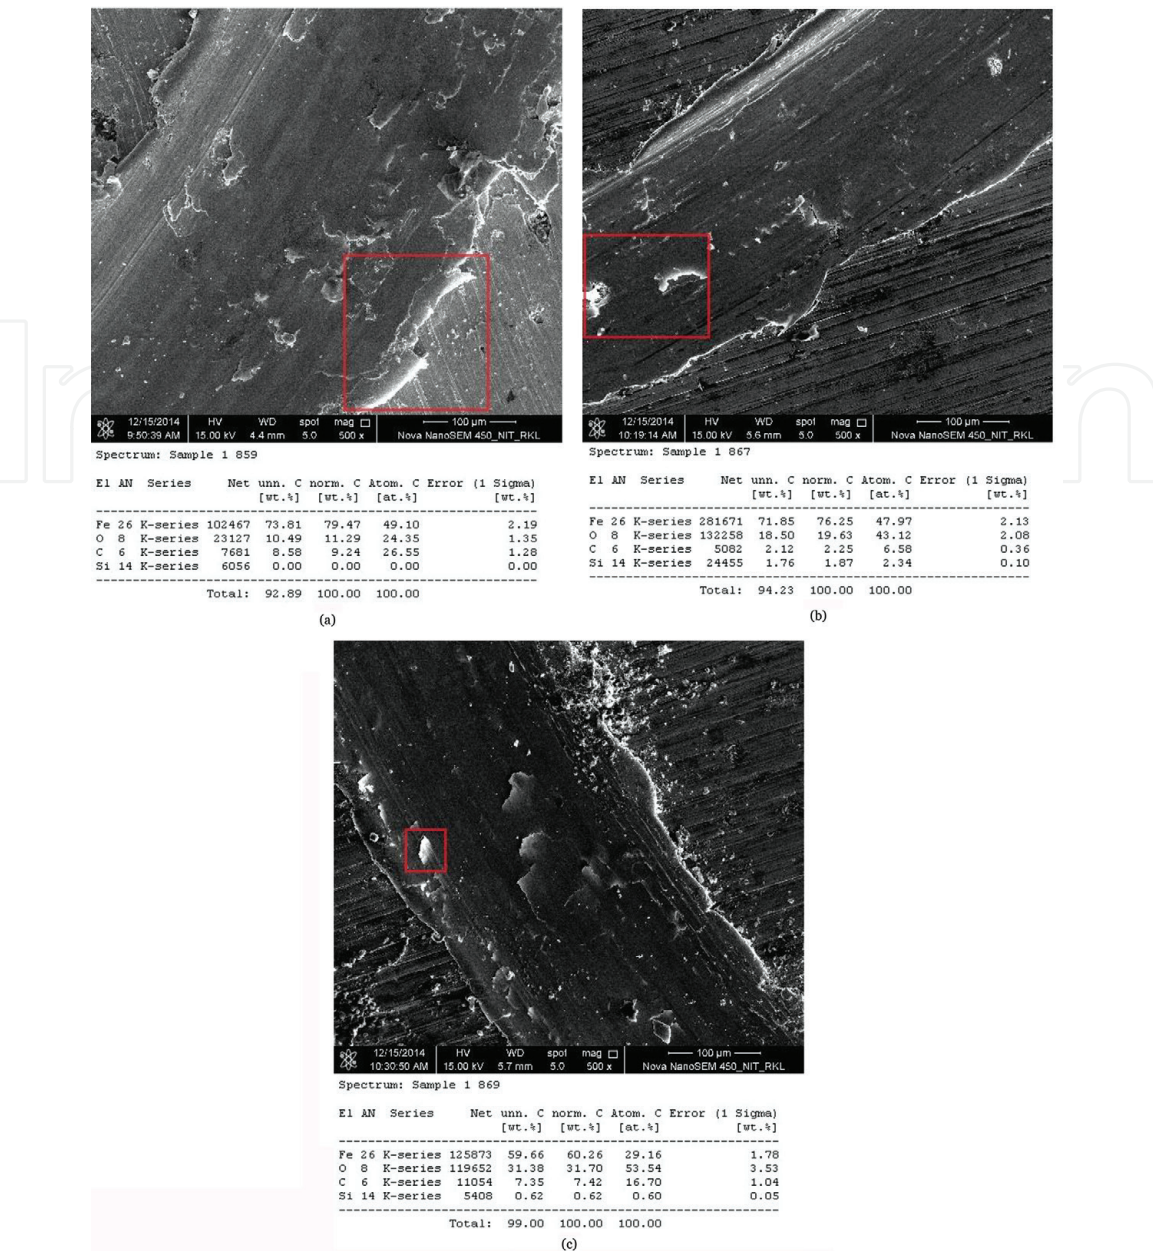 12/15/2014 HV WD spot mag □ 100 µm
9:50:39 AM 15.00 kV 4.4 mm 5.0 500 x Nova NanoSEM 450_NIT_RKL
Spectrum: Sample 1 859
El AN Series Net unn. C norm. C Atom. C Error (1 Sigma)
[wt.%] [wt.%] [at.%] [wt.%]
Fe 26 K-series 102467 73.81 79.47 49.10 2.19
O 8 K-series 23127 10.49 11.29 24.35 1.35
C 6 K-series 7681 8.58 9.24 26.55 1.28
Si 14 K-series 6056 0.00 0.00 0.00 0.00
Total: 92.89 100.00 100.00
(a)
12/15/2014 HV WD spot mag □ 100 µm
10:19:14 AM 15.00 kV 5.6 mm 5.0 500 x Nova NanoSEM 450_NIT_RKL
Spectrum: Sample 1 867
El AN Series Net unn. C norm. C Atom. C Error (1 Sigma)
[wt.%] [wt.%] [at.%] [wt.%]
Fe 26 K-series 281671 71.85 76.25 47.97 2.13
O 8 K-series 132258 18.50 19.63 43.12 2.08
C 6 K-series 5082 2.12 2.25 6.58 0.36
Si 14 K-series 24455 1.76 1.87 2.34 0.10
Total: 94.23 100.00 100.00
(b)
12/15/2014 HV WD spot mag □ 100 µm
10:30:50 AM 15.00 kV 5.7 mm 5.0 500 x Nova NanoSEM 450_NIT_RKL
Spectrum: Sample 1 869
El AN Series Net unn. C norm. C Atom. C Error (1 Sigma)
[wt.%] [wt.%] [at.%] [wt.%]
Fe 26 K-series 125873 59.66 60.26 29.16 1.78
O 8 K-series 119652 31.38 31.70 53.54 3.53
C 6 K-series 11054 7.35 7.42 16.70 1.04
Si 14 K-series 5408 0.62 0.62 0.60 0.05
Total: 99.00 100.00 100.00
(c)